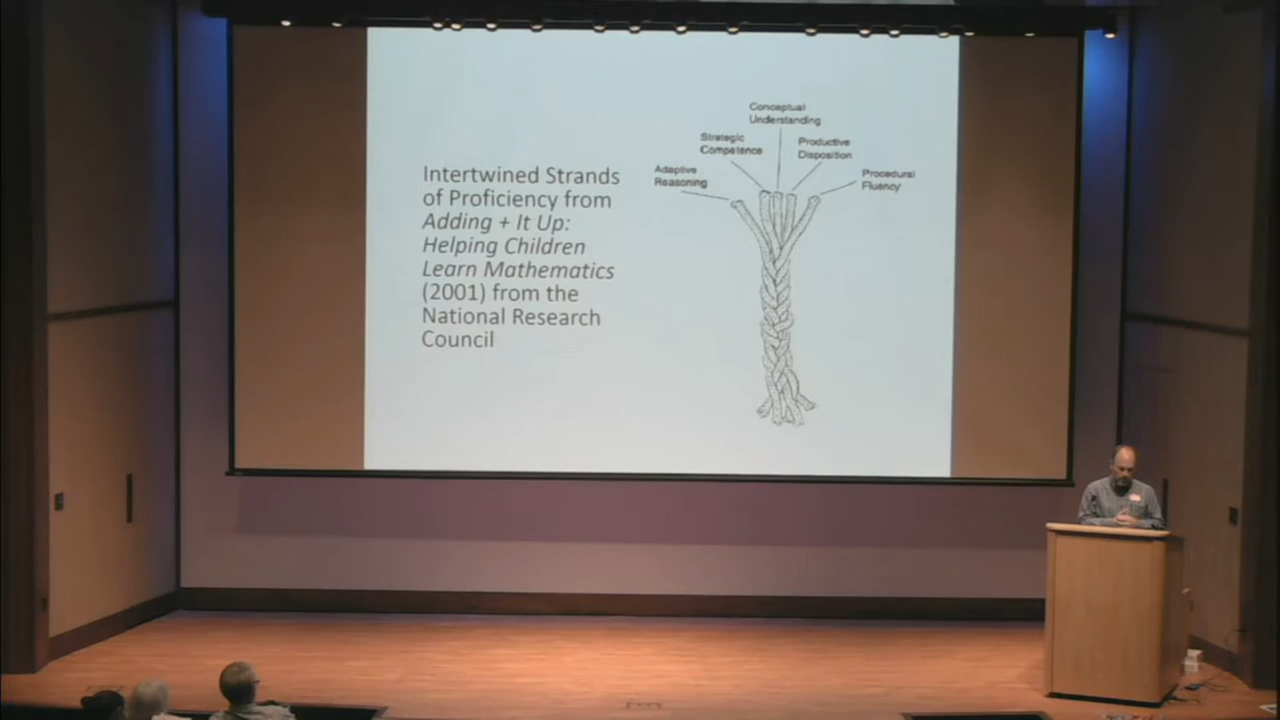 Intertwined Strands
of Proficiency from
Adding + It Up:
Helping Children
Learn Mathematics
(2001) from the
National Research
Council
Conceptual
Understanding
Strategic
Competence
Productive
Disposition
Adaptive
Reasoning
Procedural
Fluency